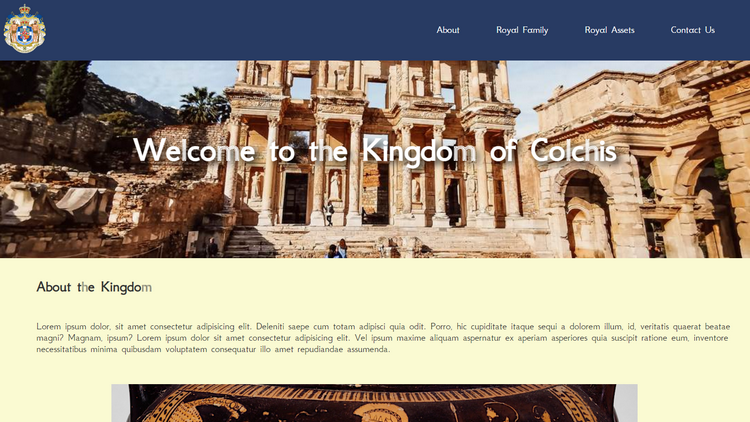 About Royal Family Royal Assets Contact Us
Welcome to the Kingdom of Colchis
About the Kingdom
Lorem ipsum dolor, sit amet consectetur adipisicing elit. Deleniti saepe cum totam adipisci quia odit. Porro, hic cupiditate itaque sequi a dolorem illum, id, veritatis quaerat beatae
magni? Magnam, ipsum? Lorem ipsum dolor sit amet consectetur adipisicing elit. Vel ipsum maxime aliquam aspernatur ex aperiam asperiores quia suscipit ratione eum, inventore
necessitatibus minima quibusdam voluptatem consequatur illo amet repudiandae assumenda.